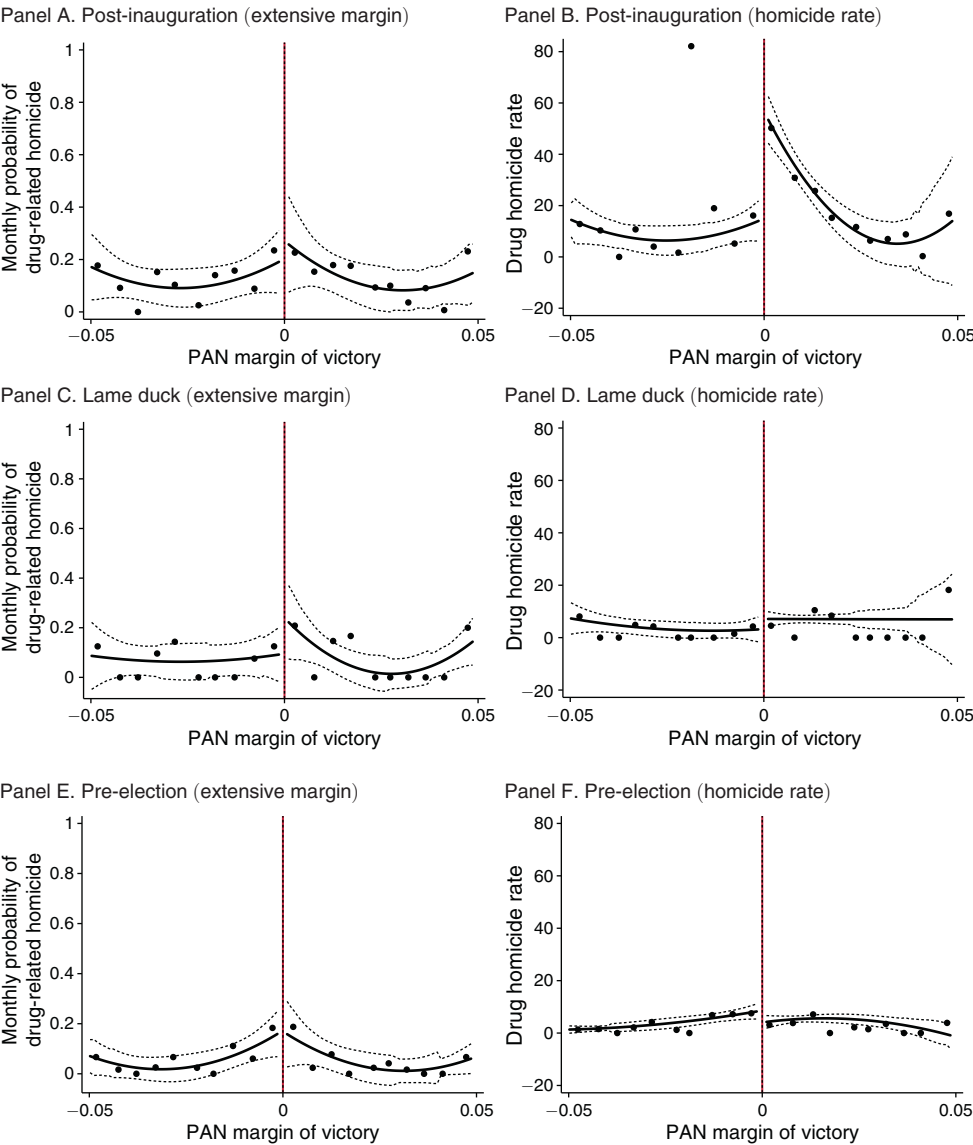 Panel A. Post-inauguration (extensive margin)
Monthly probability of
drug-related homicide
1
0.8
0.6
0.4
0.2
0
−0.05
0
0.05
PAN margin of victory
Panel B. Post-inauguration (homicide rate)
Drug homicide rate
80
60
40
20
0
−20
−0.05
0
0.05
PAN margin of victory
Panel C. Lame duck (extensive margin)
Monthly probability of
drug-related homicide
1
0.8
0.6
0.4
0.2
0
−0.05
0
0.05
PAN margin of victory
Panel D. Lame duck (homicide rate)
Drug homicide rate
80
60
40
20
0
−20
−0.05
0
0.05
PAN margin of victory
Panel E. Pre-election (extensive margin)
Monthly probability of
drug-related homicide
1
0.8
0.6
0.4
0.2
0
−0.05
0
0.05
PAN margin of victory
Panel F. Pre-election (homicide rate)
Drug homicide rate
80
60
40
20
0
−20
−0.05
0
0.05
PAN margin of victory